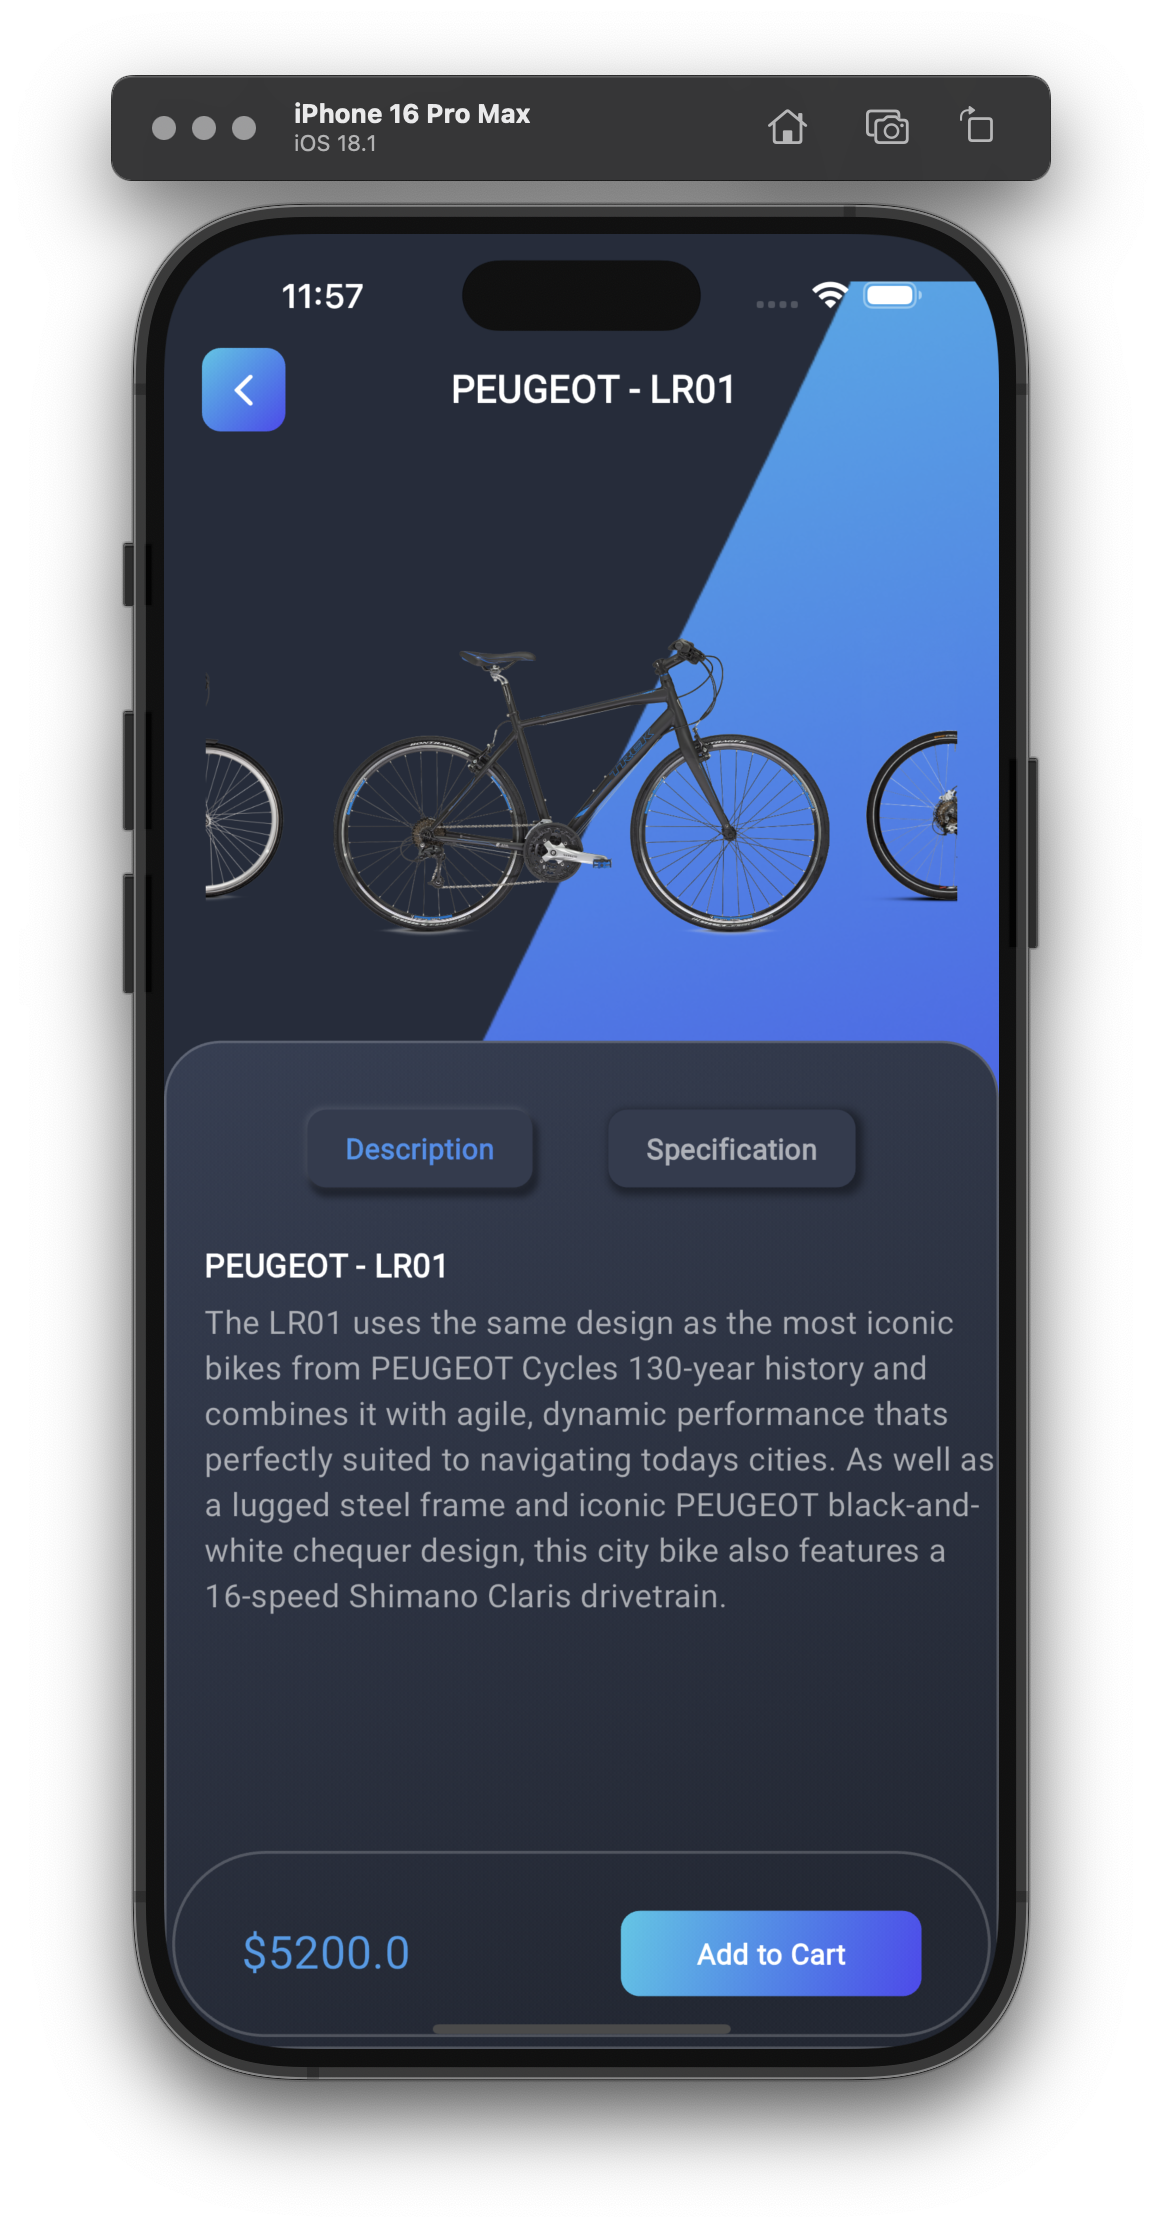 iPhone 16 Pro Max
iOS 18.1
11:57
PEUGEOT - LR01
BONTRAGER
TREK
Description
Specification
PEUGEOT - LR01
The LR01 uses the same design as the most iconic
bikes from PEUGEOT Cycles 130-year history and
combines it with agile, dynamic performance thats
perfectly suited to navigating todays cities. As well as
a lugged steel frame and iconic PEUGEOT black-and-
white chequer design, this city bike also features a
16-speed Shimano Claris drivetrain.
$5200.0
Add to Cart